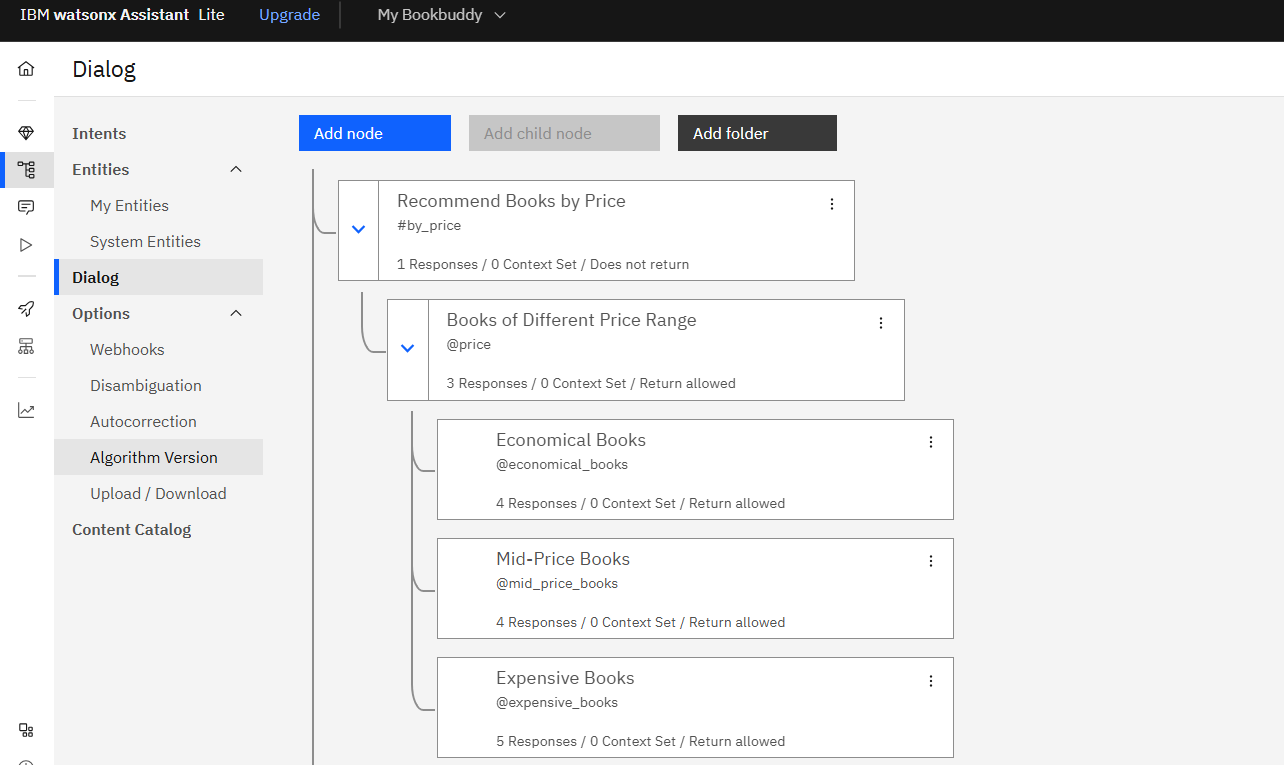 IBM watsonx Assistant Lite Upgrade My Bookbuddy
Dialog
Intents
Entities
My Entities
System Entities
Dialog
Options
Webhooks
Disambiguation
Autocorrection
Algorithm Version
Upload / Download
Content Catalog
Add node Add child node Add folder
Recommend Books by Price
#by_price
1 Responses / 0 Context Set / Does not return
Books of Different Price Range
@price
3 Responses / 0 Context Set / Return allowed
Economical Books
@economical_books
4 Responses / 0 Context Set / Return allowed
Mid-Price Books
@mid_price_books
4 Responses / 0 Context Set / Return allowed
Expensive Books
@expensive_books
5 Responses / 0 Context Set / Return allowed